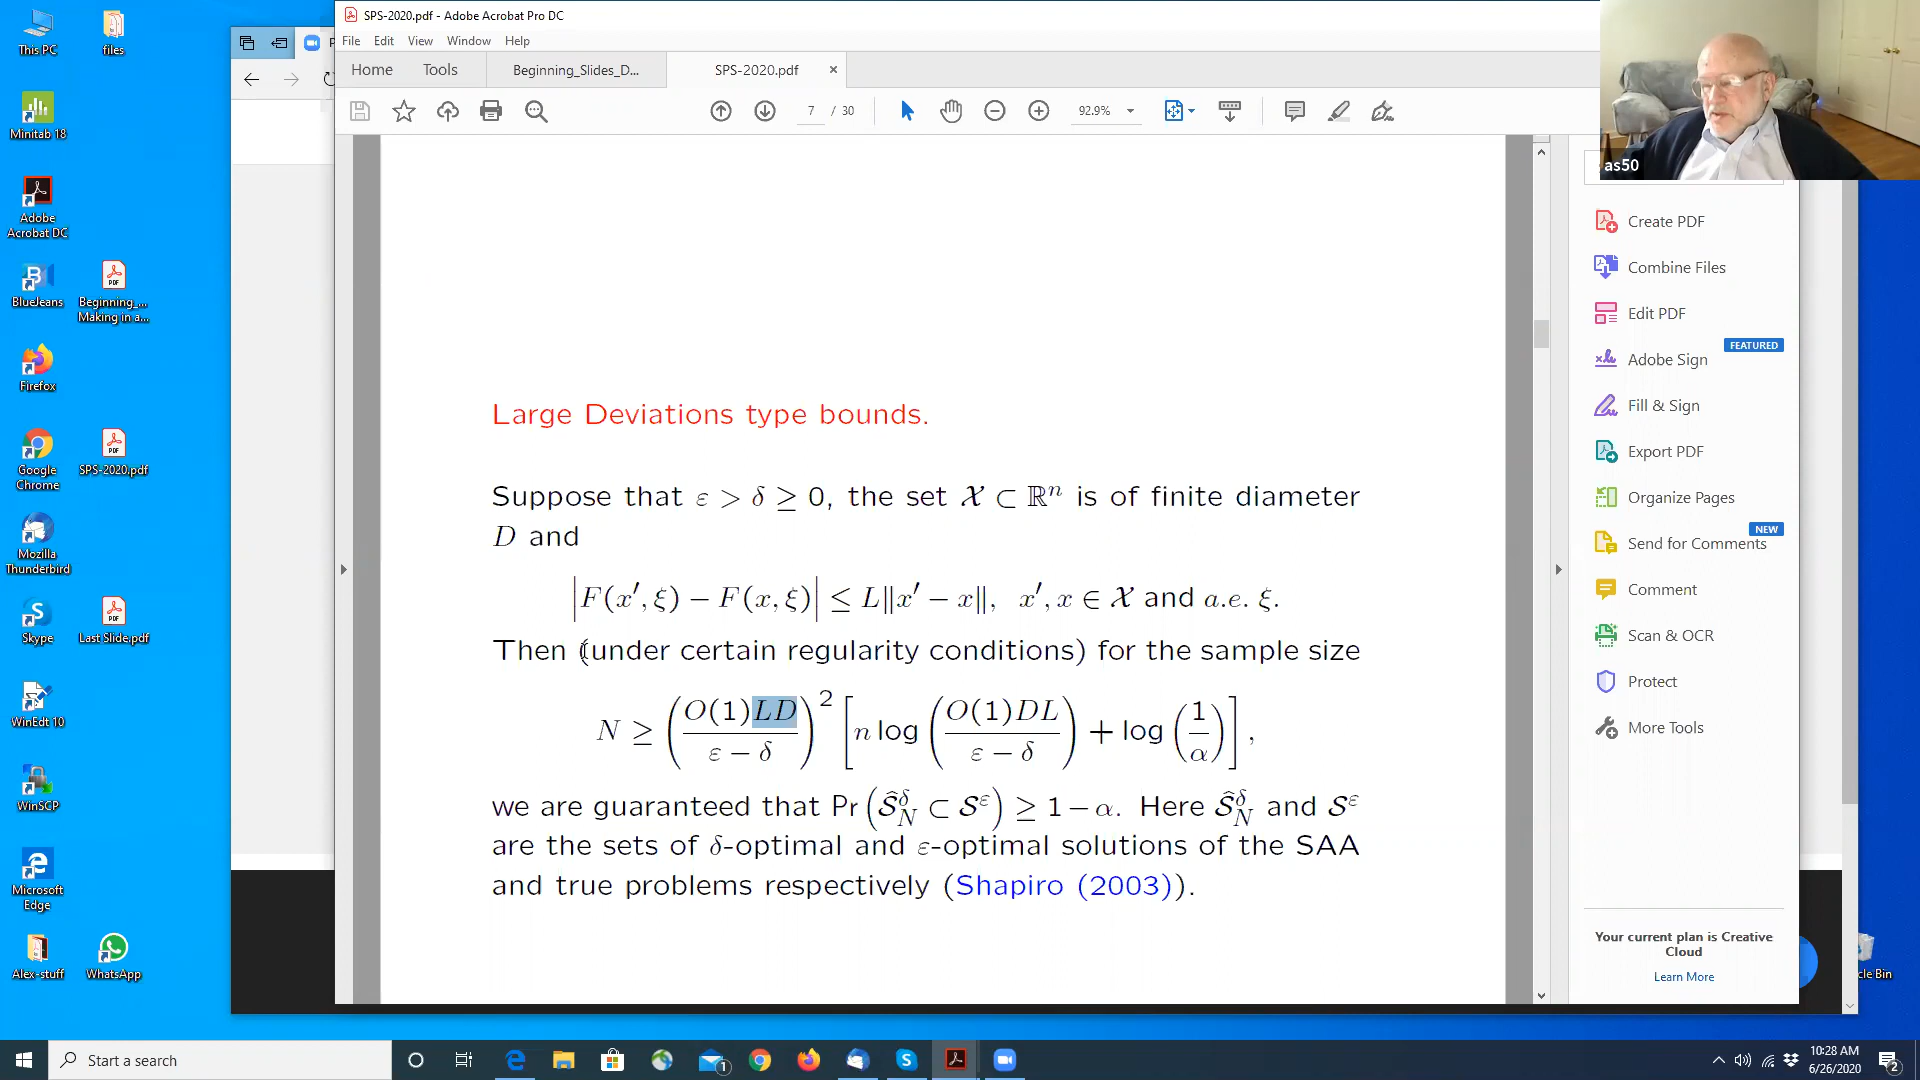 SPS-2020.pdf - Adobe Acrobat Pro DC
File Edit View Window Help
Home Tools Beginning_Slides_D... SPS-2020.pdf ×
7 / 30 92.9%
as50
This PC
files
Minitab 18
Adobe
Acrobat DC
BlueJeans
Beginning_...
Making in a...
Firefox
Google
Chrome
SPS-2020.pdf
Mozilla
Thunderbird
Skype
Last Slide.pdf
WinEdt 10
WinSCP
Microsoft
Edge
Alex-stuff
WhatsApp
Large Deviations type bounds.
Suppose that ε > δ ≥ 0, the set 𝒳 ⊂ ℝⁿ is of finite diameter
D and
|F(x′, ξ) − F(x, ξ)| ≤ L‖x′ − x‖, x′, x ∈ 𝒳 and a.e. ξ.
Then (under certain regularity conditions) for the sample size
N ≥ (O(1)LD / (ε − δ))² [n log (O(1)DL / (ε − δ)) + log (1/α)],
we are guaranteed that Pr(Ŝ_N^δ ⊂ S^ε) ≥ 1 − α. Here Ŝ_N^δ and S^ε
are the sets of δ-optimal and ε-optimal solutions of the SAA
and true problems respectively (Shapiro (2003)).
Create PDF
Combine Files
Edit PDF
FEATURED
Adobe Sign
Fill & Sign
Export PDF
Organize Pages
NEW
Send for Comments
Comment
Scan & OCR
Protect
More Tools
Your current plan is Creative
Cloud
Learn More
cle Bin
Start a search
1
10:28 AM
6/26/2020
2